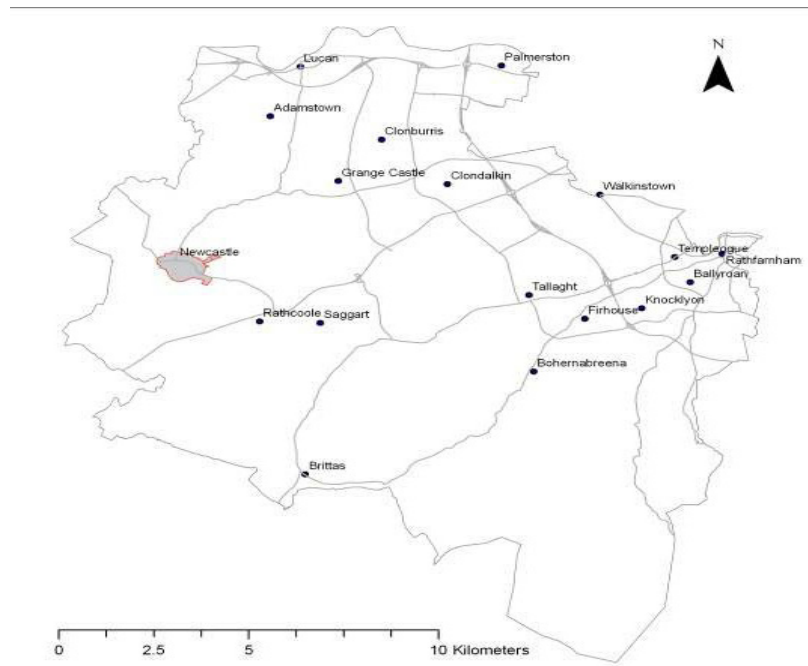 N
Lucan
Palmerston
Adamstown
Clonburris
Grange Castle
Clondalkin
Walkinstown
Newcastle
Templeogue
Rathfarnham
Ballyroan
Tallaght
Knocklyon
Rathcoole
Saggart
Firhouse
Bohernabreena
Brittas
0 2.5 5 10 Kilometers